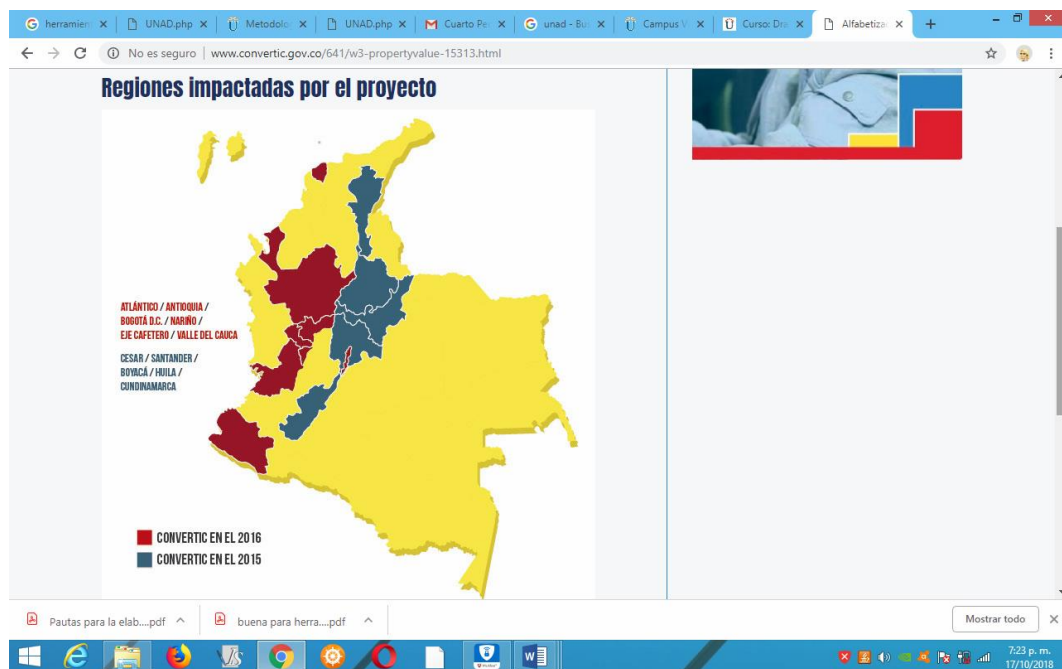 herramien
UNAD.php
Metodolo
UNAD.php
Cuarto Pe
unad - Bu
Campus V
Curso: Dr
Alfabetiza
No es seguro | www.convertic.gov.co/641/w3-propertyvalue-15313.html
Regiones impactadas por el proyecto
ATLÁNTICO / ANTIOQUIA /
BOGOTÁ D.C. / NARIÑO /
EJE CAFETERO / VALLE DEL CAUCA
CESAR / SANTANDER /
BOYACÁ / HUILA /
CUNDINAMARCA
CONVERTIC EN EL 2016
CONVERTIC EN EL 2015
Pautas para la elab....pdf
buena para herra....pdf
Mostrar todo
7:23 p. m.